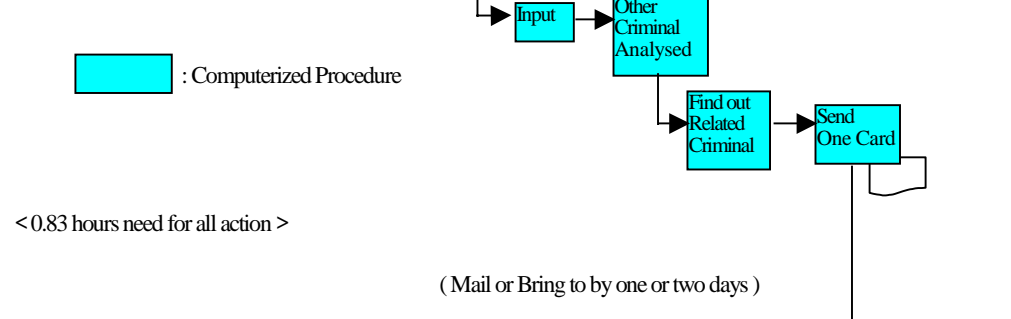 Other
Input
Criminal
Analysed
: Computerized Procedure
Find out
Related
Criminal
Send
One Card
< 0.83 hours need for all action >
( Mail or Bring to by one or two days )